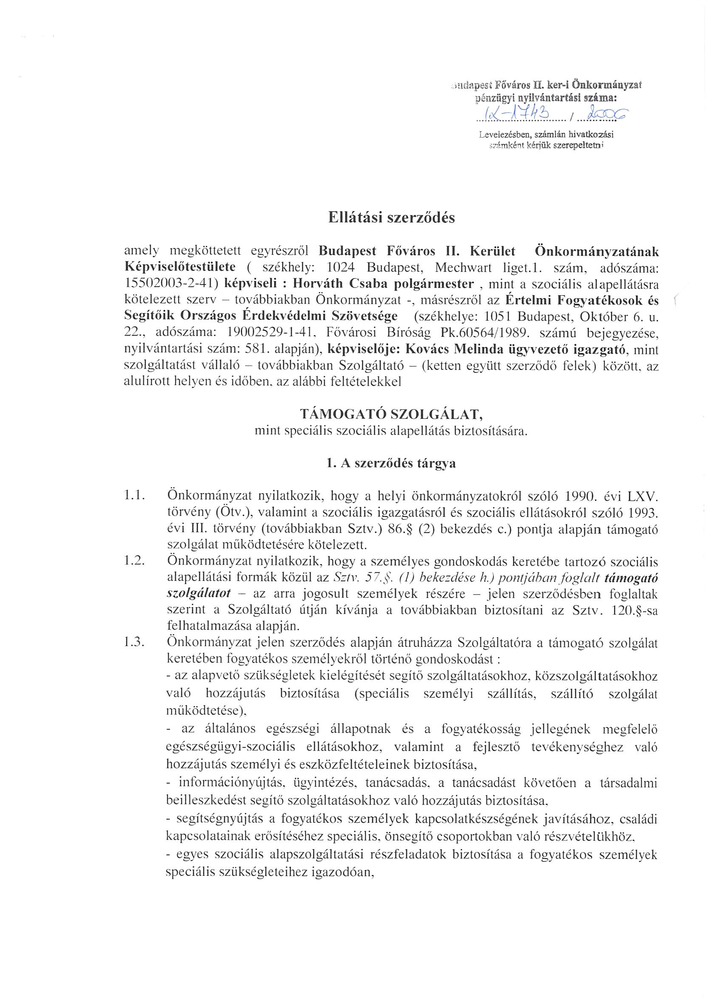 Budapest Főváros II. ker-i Önkormányzat
pénzügyi nyilvántartási száma:
-1743 / 2006
Levelezésben, számlán hivatkozási
számként kérjük szerepeltetni
Ellátási szerződés
amely megköttetett egyrészről Budapest Főváros II. Kerület Önkormányzatának
Képviselőtestülete ( székhely: 1024 Budapest, Mechwart liget.1. szám, adószáma:
15502003-2-41) képviseli : Horváth Csaba polgármester , mint a szociális alapellátásra
kötelezett szerv – továbbiakban Önkormányzat -, másrészről az Értelmi Fogyatékosok és
Segítőik Országos Érdekvédelmi Szövetsége (székhelye: 1051 Budapest, Október 6. u.
22., adószáma: 19002529-1-41, Fővárosi Bíróság Pk.60564/1989. számú bejegyezése,
nyilvántartási szám: 581. alapján), képviselője: Kovács Melinda ügyvezető igazgató, mint
szolgáltatást vállaló – továbbiakban Szolgáltató – (ketten együtt szerződő felek) között, az
alulírott helyen és időben, az alábbi feltételekkel
TÁMOGATÓ SZOLGÁLAT,
mint speciális szociális alapellátás biztosítására.
1. A szerződés tárgya
1.1. Önkormányzat nyilatkozik, hogy a helyi önkormányzatokról szóló 1990. évi LXV.
törvény (Ötv.), valamint a szociális igazgatásról és szociális ellátásokról szóló 1993.
évi III. törvény (továbbiakban Sztv.) 86.§ (2) bekezdés c.) pontja alapján támogató
szolgálat működtetésére kötelezett.
1.2. Önkormányzat nyilatkozik, hogy a személyes gondoskodás keretébe tartozó szociális
alapellátási formák közül az Sztv. 57.§. (1) bekezdése h.) pontjában foglalt támogató
szolgálatot – az arra jogosult személyek részére – jelen szerződésben foglaltak
szerint a Szolgáltató útján kívánja a továbbiakban biztosítani az Sztv. 120.§-sa
felhatalmazása alapján.
1.3. Önkormányzat jelen szerződés alapján átruházza Szolgáltatóra a támogató szolgálat
keretében fogyatékos személyekről történő gondoskodást :
- az alapvető szükségletek kielégítését segítő szolgáltatásokhoz, közszolgáltatásokhoz
való hozzájutás biztosítása (speciális személyi szállítás, szállító szolgálat
működtetése),
- az általános egészségi állapotnak és a fogyatékosság jellegének megfelelő
egészségügyi-szociális ellátásokhoz, valamint a fejlesztő tevékenységhez való
hozzájutás személyi és eszközfeltételeinek biztosítása,
- információnyújtás, ügyintézés, tanácsadás, a tanácsadást követően a társadalmi
beilleszkedést segítő szolgáltatásokhoz való hozzájutás biztosítása,
- segítségnyújtás a fogyatékos személyek kapcsolatkészségének javításához, családi
kapcsolatainak erősítéséhez speciális, önsegítő csoportokban való részvételükhöz,
- egyes szociális alapszolgáltatási részfeladatok biztosítása a fogyatékos személyek
speciális szükségleteihez igazodóan,